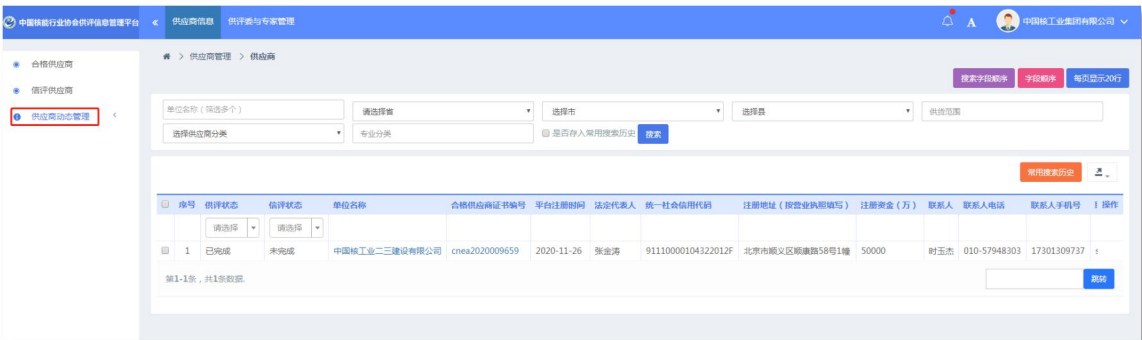 中国核能行业协会供评信息管理平台 « 供应商信息 供评委与专家管理 A 中国核工业集团有限公司
合格供应商
信评供应商
供应商动态管理
> 供应商管理 > 供应商
搜索字段顺序 字段顺序 每页显示20行
单位名称(筛选多个) 请选择省 选择市 选择县 供货范围
选择供应商分类 专业分类 是否存入常用搜索历史 搜索
常用搜索历史
序号 供评状态 信评状态 单位名称 合格供应商证书编号 平台注册时间 法定代表人 统一社会信用代码 注册地址(按营业执照填写) 注册资金(万) 联系人 联系人电话 联系人手机号 操作
请选择 请选择
1 已完成 未完成 中国核工业二三建设有限公司 cnea2020009659 2020-11-26 张金涛 91110000104322012F 北京市顺义区顺康路58号1幢 50000 时玉杰 010-57948303 17301309737
第1-1条,共1条数据.
跳转